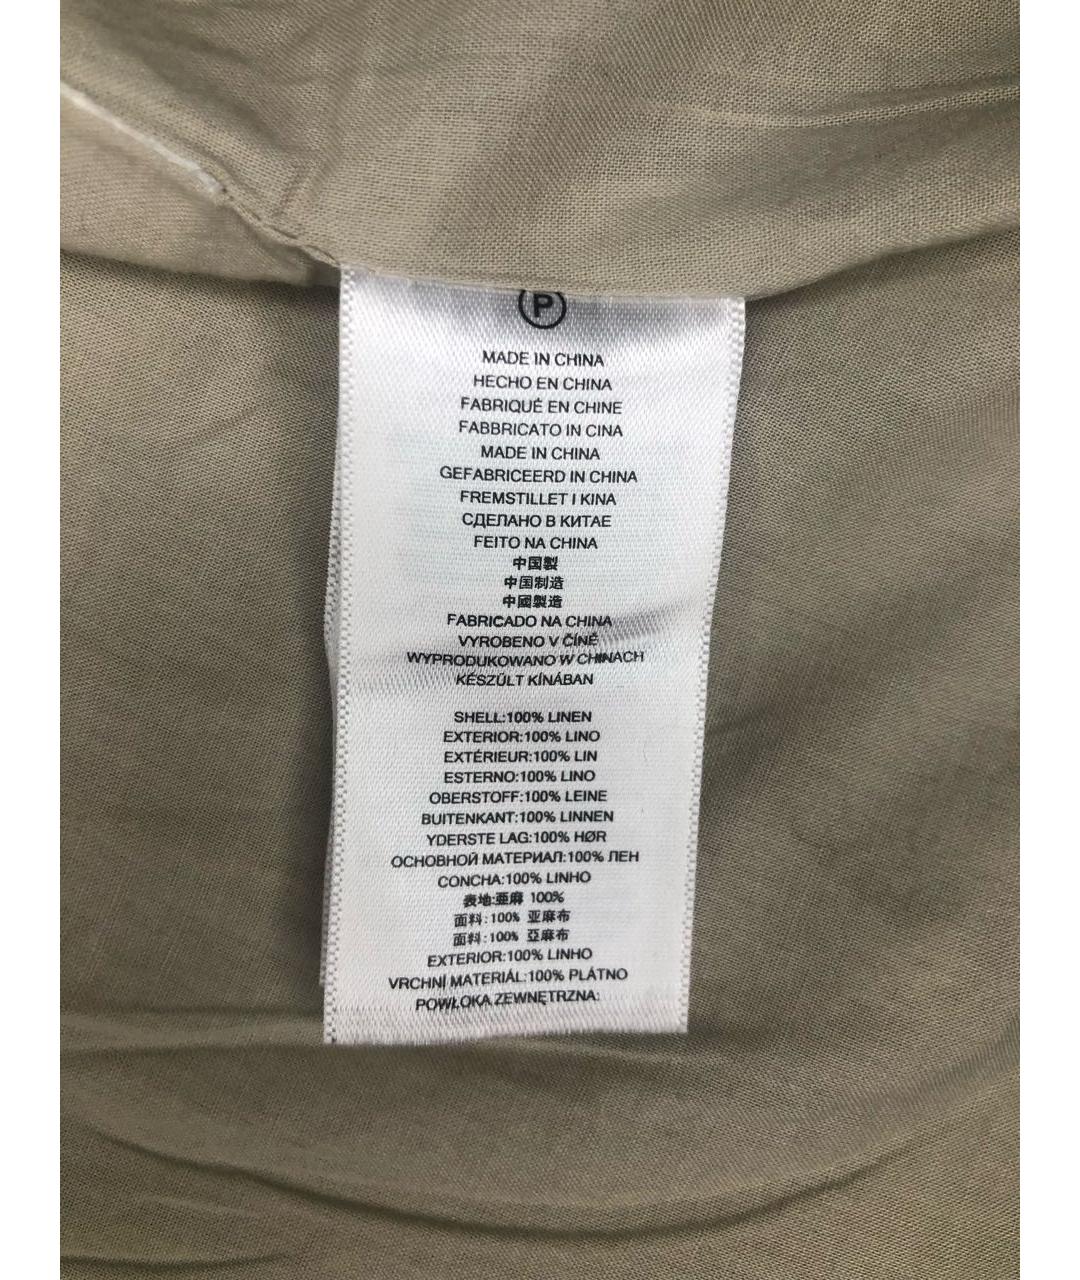 P
MADE IN CHINA
HECHO EN CHINA
FABRIQUÉ EN CHINE
FABBRICATO IN CINA
MADE IN CHINA
GEFABRICEERD IN CHINA
FREMSTILLET I KINA
СДЕЛАНО В КИТАЕ
FEITO NA CHINA
中国製
中国制造
中國製造
FABRICADO NA CHINA
VYROBENO V ČÍNĚ
WYPRODUKOWANO W CHINACH
KÉSZÜLT KÍNÁBAN
SHELL:100% LINEN
EXTERIOR:100% LINO
EXTÉRIEUR:100% LIN
ESTERNO:100% LINO
OBERSTOFF:100% LEINE
BUITENKANT:100% LINNEN
YDERSTE LAG:100% HØR
ОСНОВНОЙ МАТЕРИАЛ:100% ЛЕН
CONCHA:100% LINHO
表地:亜麻 100%
面料:100% 亚麻布
面料:100% 亞麻布
EXTERIOR:100% LINHO
VRCHNÍ MATERIÁL:100% PLÁTNO
POWŁOKA ZEWNĘTRZNA: